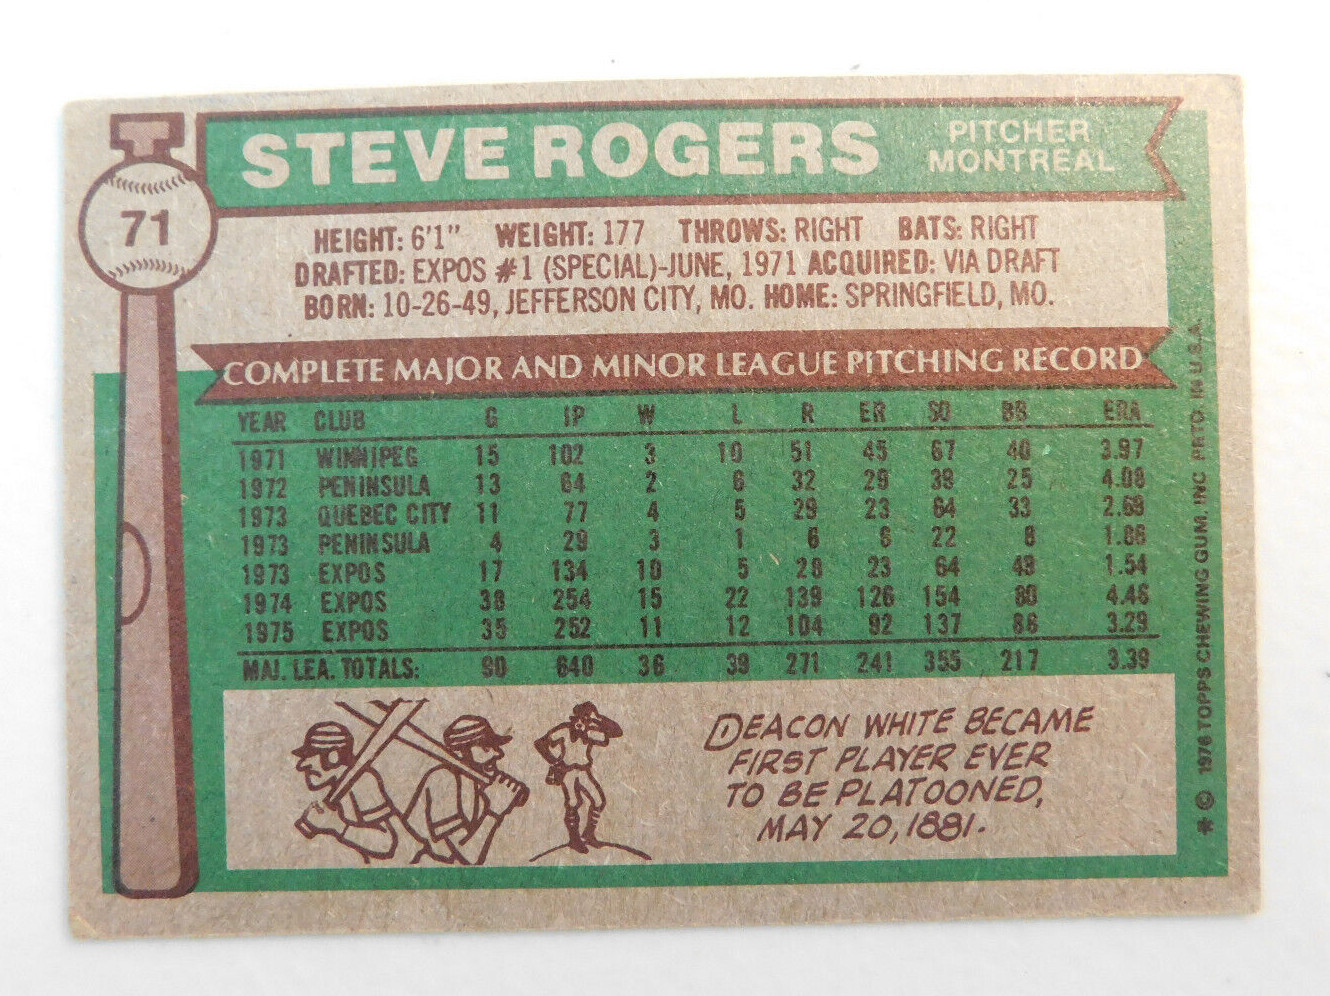 STEVE ROGERS
PITCHER
MONTREAL
71
HEIGHT: 6'1" WEIGHT: 177 THROWS: RIGHT BATS: RIGHT
DRAFTED: EXPOS #1 (SPECIAL)-JUNE, 1971 ACQUIRED: VIA DRAFT
BORN: 10-26-49, JEFFERSON CITY, MO. HOME: SPRINGFIELD, MO.
COMPLETE MAJOR AND MINOR LEAGUE PITCHING RECORD
YEAR CLUB G IP W L R ER SO BB ERA
1971 WINNIPEG 15 102 3 10 51 45 67 40 3.97
1972 PENINSULA 13 64 2 6 32 29 39 25 4.08
1973 QUEBEC CITY 11 77 4 5 29 23 64 33 2.69
1973 PENINSULA 4 29 3 1 6 6 22 8 1.86
1973 EXPOS 17 134 10 5 28 23 64 49 1.54
1974 EXPOS 38 254 15 22 139 126 154 80 4.46
1975 EXPOS 35 252 11 12 104 92 137 88 3.29
MAJ. LEA. TOTALS: 90 640 36 39 271 241 355 217 3.39
DEACON WHITE BECAME
FIRST PLAYER EVER
TO BE PLATOONED,
MAY 20, 1881.
* © 1976 TOPPS CHEWING GUM, INC PRTD. IN U.S.A.